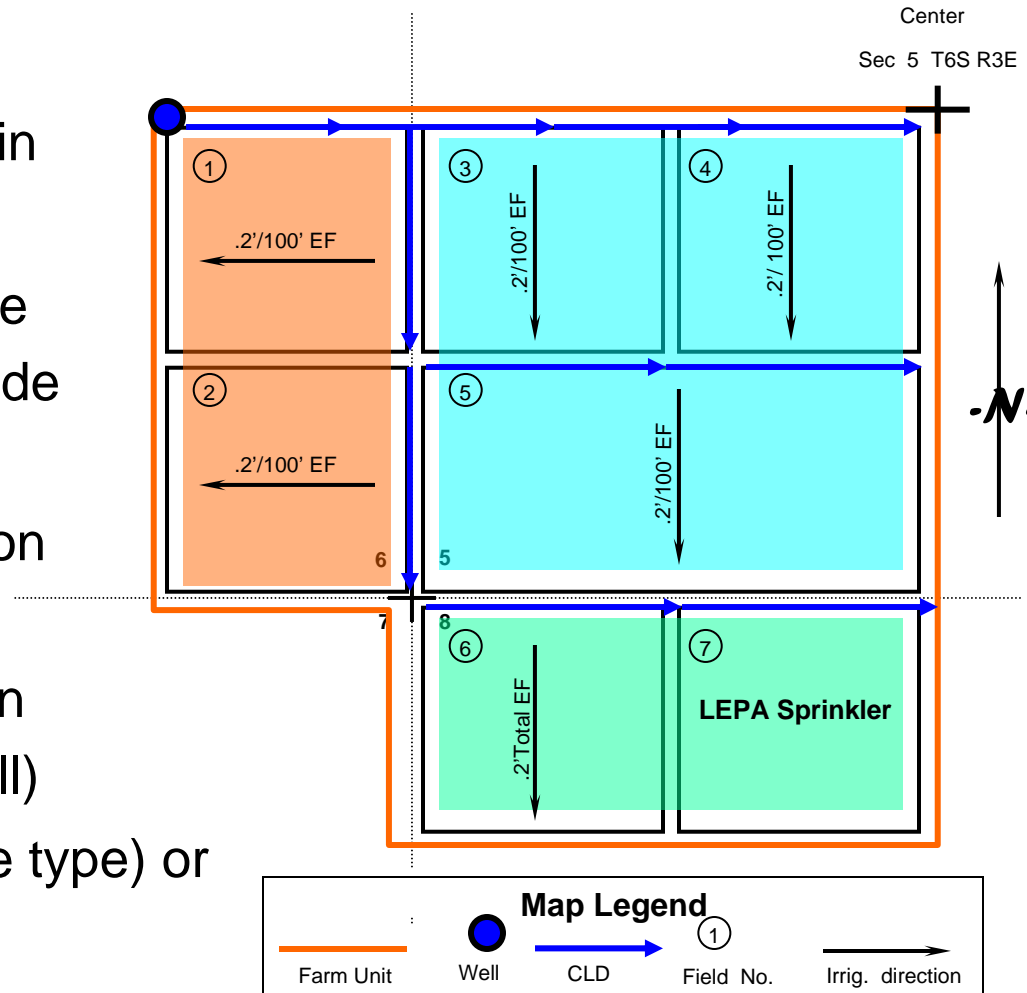 Center
Sec 5 T6S R3E
in
e
de
on
n
ll)
e type) or
1
3
4
.2'/100' EF
.2'/100' EF
.2'/ 100' EF
2
5
.2'/100' EF
.2'/100' EF
-N-
6
5
7
8
6
7
.2'Total EF
LEPA Sprinkler
Map Legend
1
Farm Unit
Well
CLD
Field No.
Irrig. direction